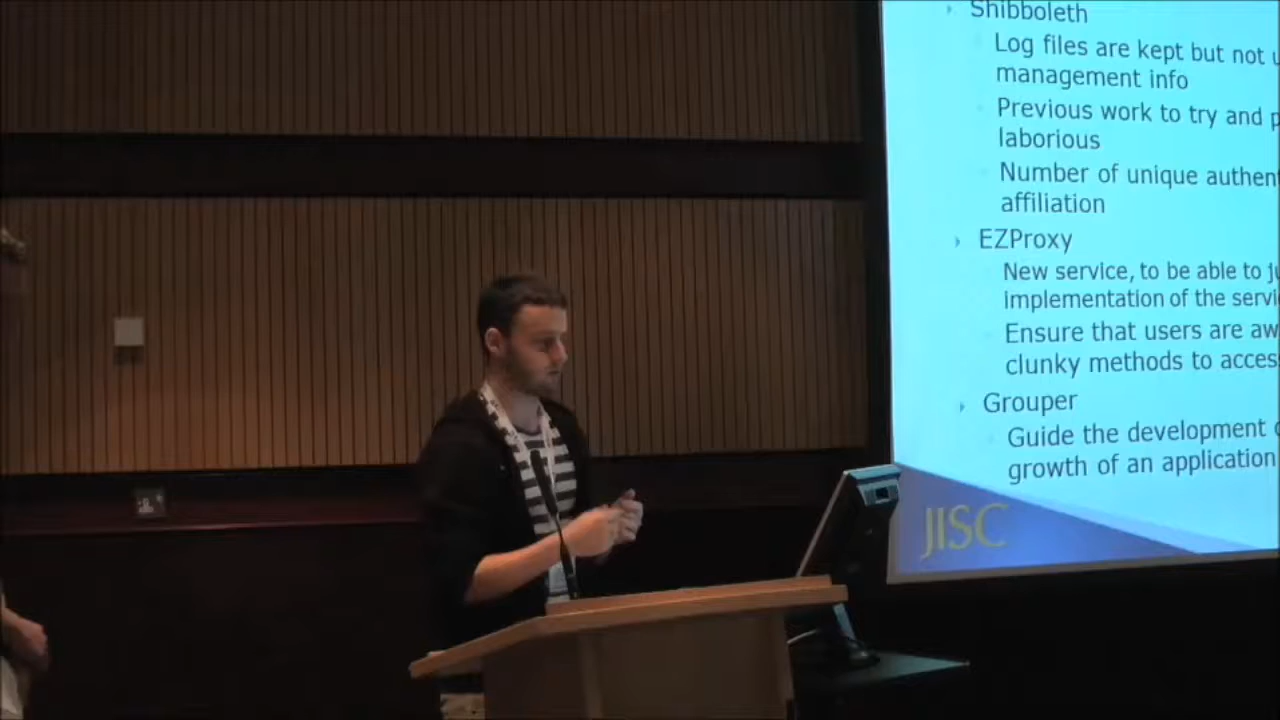 Shibboleth
Log files are kept but not
management info
Previous work to try and
laborious
Number of unique authen
affiliation
EZProxy
New service, to be able to
implementation of the servi
Ensure that users are aw
clunky methods to acces
Grouper
Guide the development
growth of an application
JISC